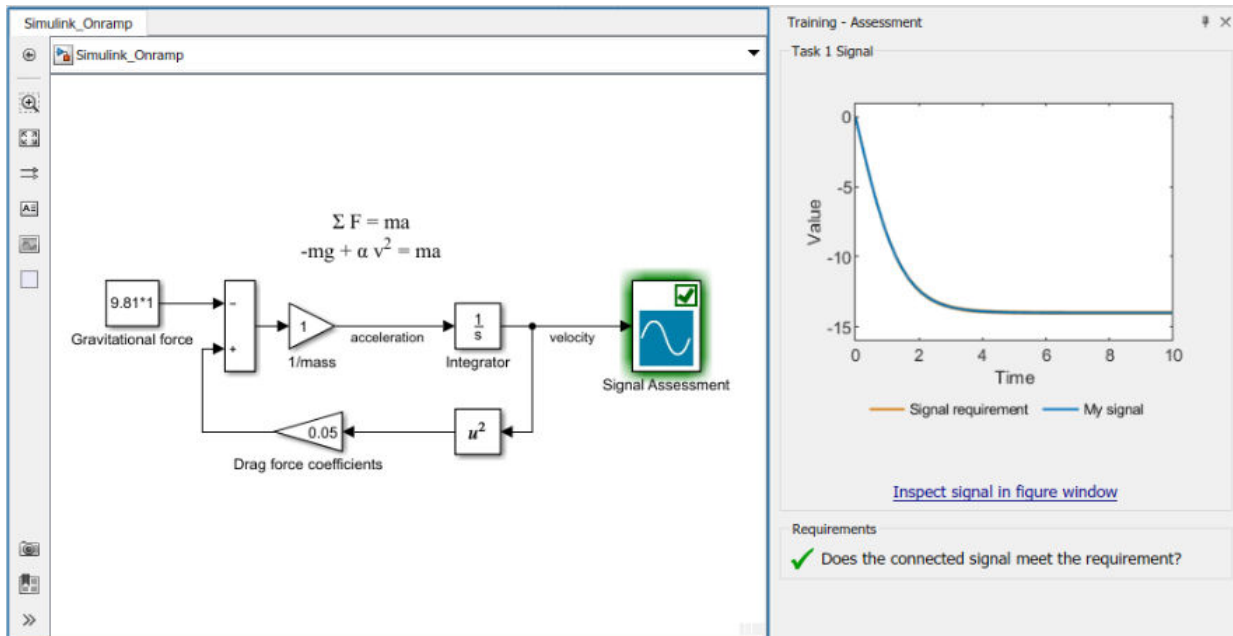 Simulink_Onramp
Simulink_Onramp
Σ F = ma
-mg + α v² = ma
9.81*1
Gravitational force
−
+
1
1/mass
acceleration
1
s
Integrator
velocity
Signal Assessment
0.05
Drag force coefficients
u²
Training - Assessment
Task 1 Signal
0
-5
-10
-15
Value
0 2 4 6 8 10
Time
Signal requirement My signal
Inspect signal in figure window
Requirements
Does the connected signal meet the requirement?